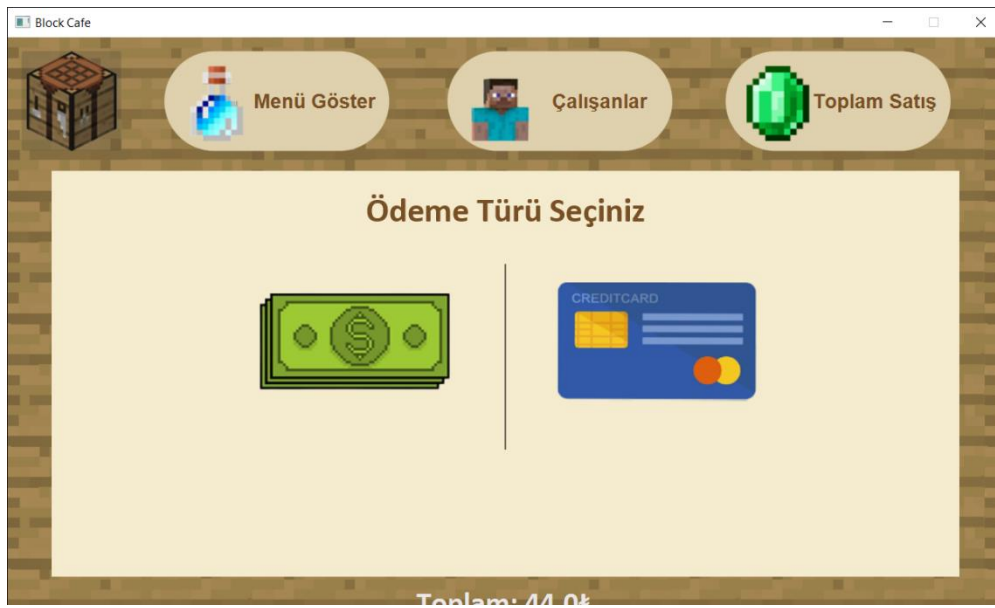 Block Cafe
Menü Göster
Çalışanlar
Toplam Satış
Ödeme Türü Seçiniz
CREDITCARD
Toplam: 44.0₺